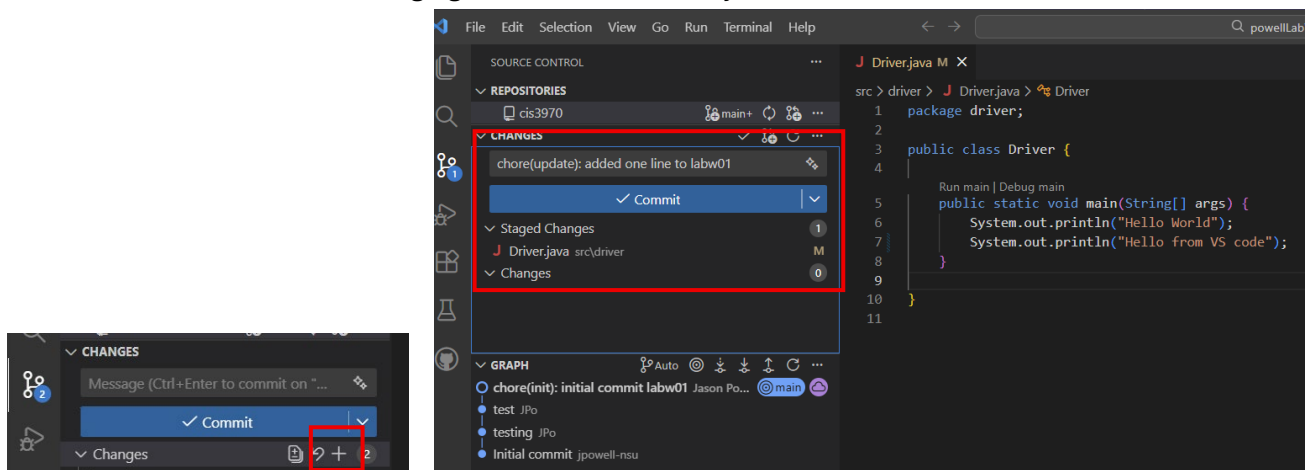 File Edit Selection View Go Run Terminal Help
powellLab
SOURCE CONTROL
REPOSITORIES
cis3970 main+
CHANGES
chore(update): added one line to labw01
Commit
Staged Changes 1
J Driver.java src\driver M
Changes 0
GRAPH Auto
chore(init): initial commit labw01 Jason Po... main
test JPo
testing JPo
Initial commit jpowell-nsu
1
J Driver.java M
src > driver > J Driver.java > Driver
1 package driver;
2
3 public class Driver {
4
Run main | Debug main
5 public static void main(String[] args) {
6 System.out.println("Hello World");
7 System.out.println("Hello from VS code");
8 }
9
10 }
11
CHANGES
Message (Ctrl+Enter to commit on "...
Commit
Changes 2
2